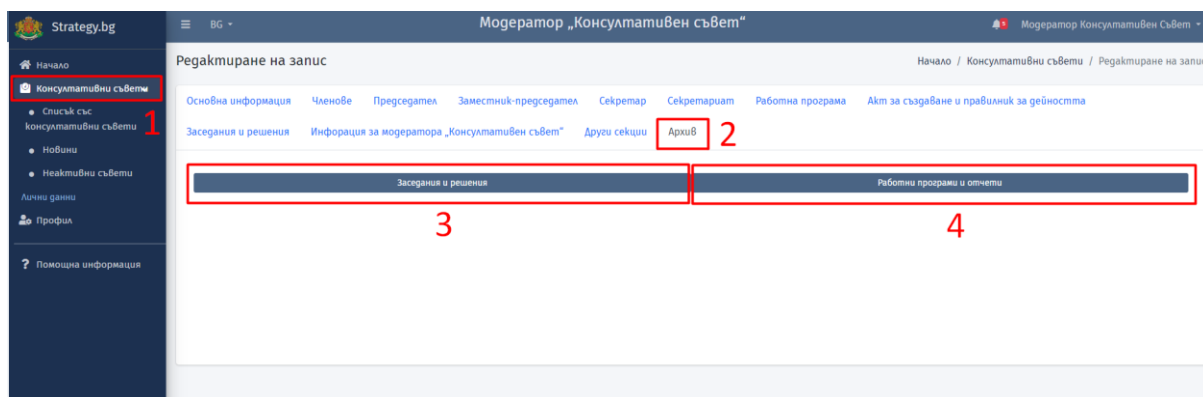 Strategy.bg
BG
Модератор „Консултативен съвет“
Модератор Консултативен Съвет
Начало
Консултативни съвети
Списък със
консултативни съвети
Новини
Неактивни съвети
Лични данни
Профил
? Помощна информация
1
Редактиране на запис
Начало / Консултативни съвети / Редактиране на запис
Основна информация Членове Председател Заместник-председател Секретар Секретариат Работна програма Акт за създаване и правилник за дейността
Заседания и решения Инфорация за модератора „Консултативен съвет“ Други секции Архив 2
Заседания и решения Работни програми и отчети
3 4